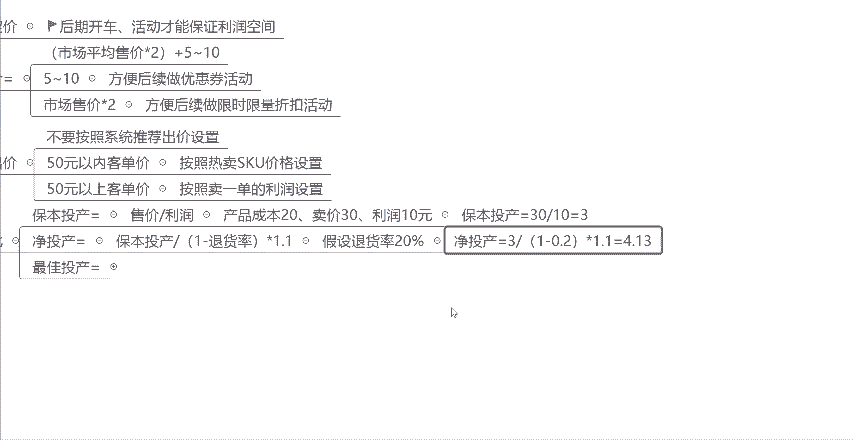 价 后期开车、活动才能保证利润空间
（市场平均售价*2）+5~10
= 5~10 方便后续做优惠券活动
市场售价*2 方便后续做限时限量折扣活动
不要按照系统推荐出价设置
价 50元以内客单价 按照热卖SKU价格设置
50元以上客单价 按照卖一单的利润设置
保本投产= 售价/利润 产品成本20、卖价30、利润10元 保本投产=30/10=3
净投产= 保本投产/（1-退货率）*1.1 假设退货率20% 净投产=3/（1-0.2）*1.1=4.13
最佳投产=